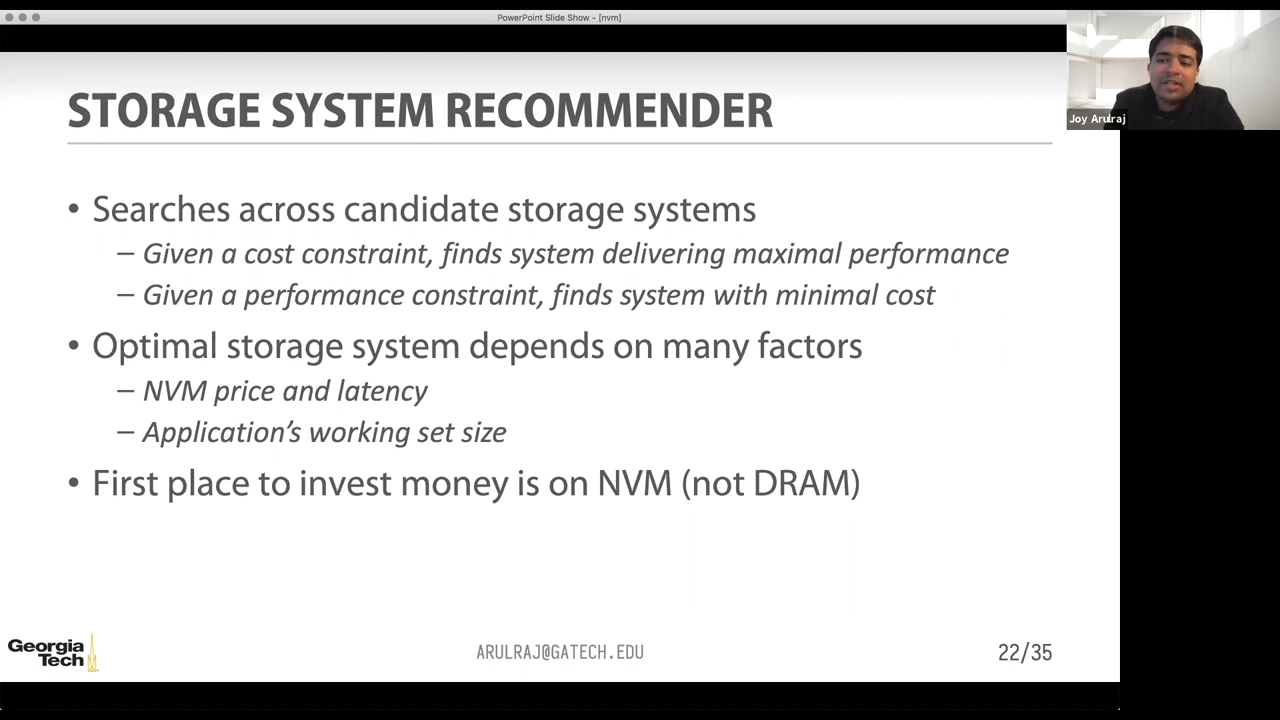 PowerPoint Slide Show - [nvm]
STORAGE SYSTEM RECOMMENDER
Joy Arulraj
• Searches across candidate storage systems
– Given a cost constraint, finds system delivering maximal performance
– Given a performance constraint, finds system with minimal cost
• Optimal storage system depends on many factors
– NVM price and latency
– Application’s working set size
• First place to invest money is on NVM (not DRAM)
Georgia
Tech
ARULRAJ@GATECH.EDU
22/35